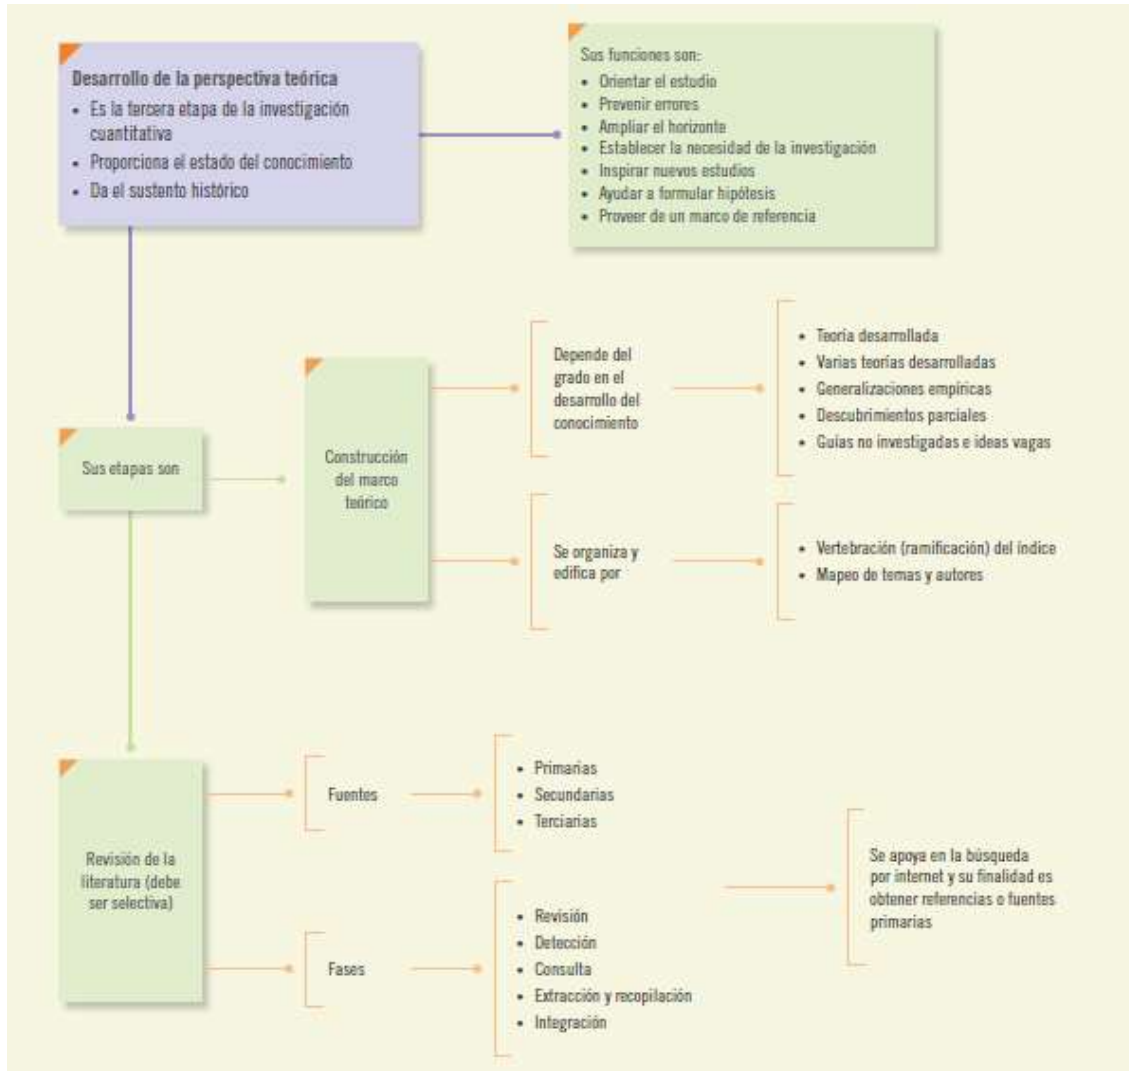 Desarrollo de la perspectiva teórica
• Es la tercera etapa de la investigación
cuantitativa
• Proporciona el estado del conocimiento
• Da el sustento histórico
Sus funciones son:
• Orientar el estudio
• Prevenir errores
• Ampliar el horizonte
• Establecer la necesidad de la investigación
• Inspirar nuevos estudios
• Ayudar a formular hipótesis
• Proveer de un marco de referencia
Sus etapas son
Construcción
del marco
teórico
Depende del
grado en el
desarrollo del
conocimiento
• Teoría desarrollada
• Varias teorías desarrolladas
• Generalizaciones empíricas
• Descubrimientos parciales
• Guías no investigadas e ideas vagas
Se organiza y
edifica por
• Vertebración (ramificación) del índice
• Mapeo de temas y autores
Revisión de la
literatura (debe
ser selectiva)
Fuentes
• Primarias
• Secundarias
• Terciarias
Fases
• Revisión
• Detección
• Consulta
• Extracción y recopilación
• Integración
Se apoya en la búsqueda
por internet y su finalidad es
obtener referencias o fuentes
primarias